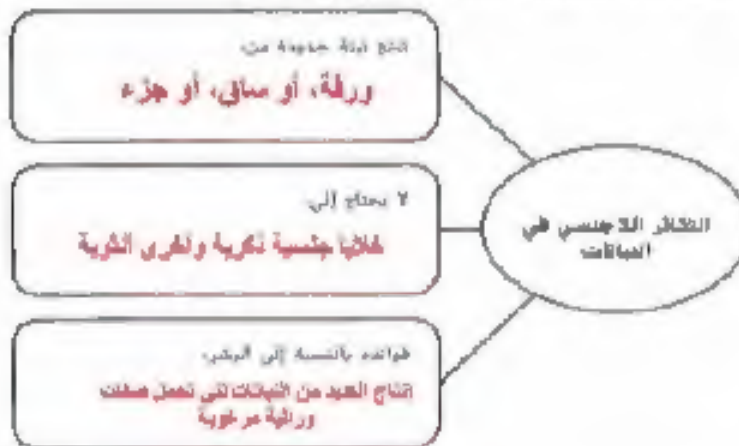 تنتج نبتة جديدة من:
ورقة، أو ساق، أو جزء
التكاثر اللاجنسي في
النباتات
لا يحتاج إلى:
خلايا جنسية ذكرية وأخرى أنثوية
فوائده بالنسبة إلى البشر:
إنتاج العديد من النباتات التي تحمل صفات
وراثية مرغوبة